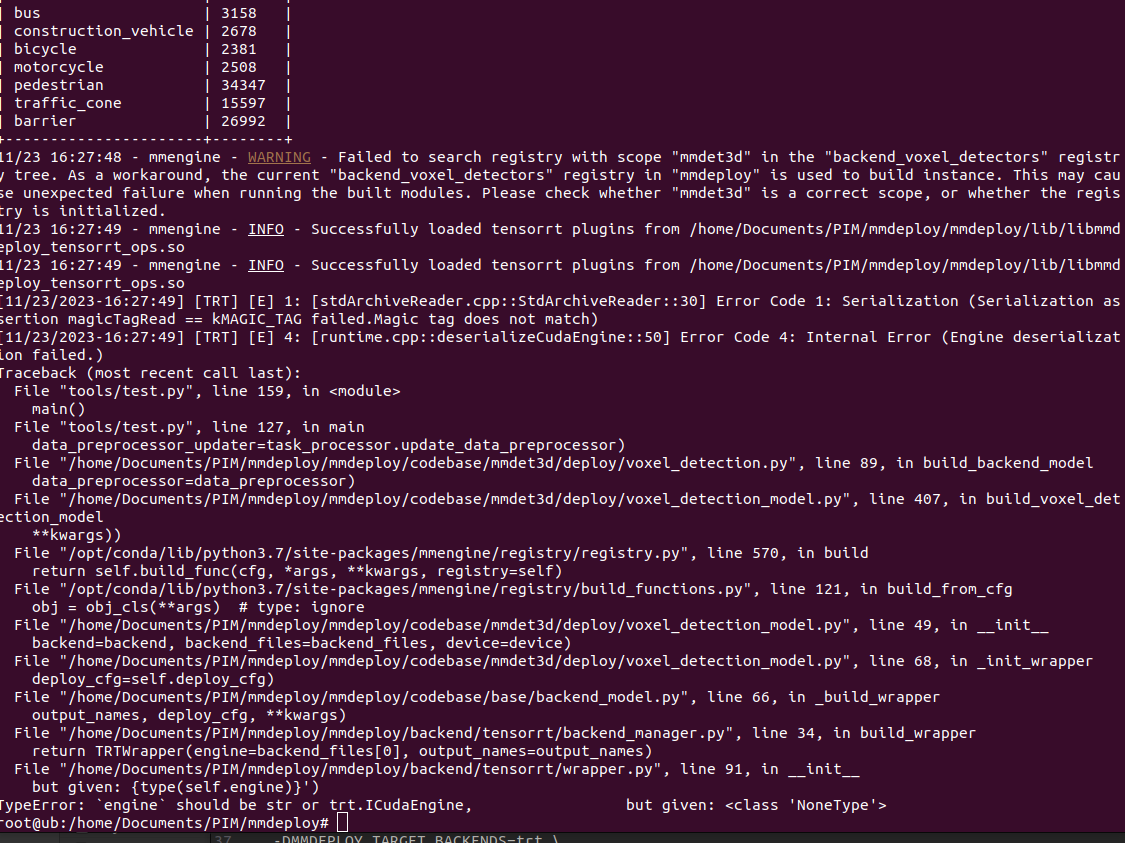 | bus | 3158 |
| construction_vehicle | 2678 |
| bicycle | 2381 |
| motorcycle | 2508 |
| pedestrian | 34347 |
| traffic_cone | 15597 |
| barrier | 26992 |
+----------------------+--------+
11/23 16:27:48 - mmengine - WARNING - Failed to search registry with scope "mmdet3d" in the "backend_voxel_detectors" registr
y tree. As a workaround, the current "backend_voxel_detectors" registry in "mmdeploy" is used to build instance. This may cau
se unexpected failure when running the built modules. Please check whether "mmdet3d" is a correct scope, or whether the regis
try is initialized.
11/23 16:27:49 - mmengine - INFO - Successfully loaded tensorrt plugins from /home/Documents/PIM/mmdeploy/mmdeploy/lib/libmmd
eploy_tensorrt_ops.so
11/23 16:27:49 - mmengine - INFO - Successfully loaded tensorrt plugins from /home/Documents/PIM/mmdeploy/mmdeploy/lib/libmmd
eploy_tensorrt_ops.so
[11/23/2023-16:27:49] [TRT] [E] 1: [stdArchiveReader.cpp::StdArchiveReader::30] Error Code 1: Serialization (Serialization as
sertion magicTagRead == kMAGIC_TAG failed.Magic tag does not match)
[11/23/2023-16:27:49] [TRT] [E] 4: [runtime.cpp::deserializeCudaEngine::50] Error Code 4: Internal Error (Engine deserializat
ion failed.)
Traceback (most recent call last):
  File "tools/test.py", line 159, in <module>
    main()
  File "tools/test.py", line 127, in main
    data_preprocessor_updater=task_processor.update_data_preprocessor)
  File "/home/Documents/PIM/mmdeploy/mmdeploy/codebase/mmdet3d/deploy/voxel_detection.py", line 89, in build_backend_model
    data_preprocessor=data_preprocessor)
  File "/home/Documents/PIM/mmdeploy/mmdeploy/codebase/mmdet3d/deploy/voxel_detection_model.py", line 407, in build_voxel_det
ection_model
    **kwargs))
  File "/opt/conda/lib/python3.7/site-packages/mmengine/registry/registry.py", line 570, in build
    return self.build_func(cfg, *args, **kwargs, registry=self)
  File "/opt/conda/lib/python3.7/site-packages/mmengine/registry/build_functions.py", line 121, in build_from_cfg
    obj = obj_cls(**args)  # type: ignore
  File "/home/Documents/PIM/mmdeploy/mmdeploy/codebase/mmdet3d/deploy/voxel_detection_model.py", line 49, in __init__
    backend=backend, backend_files=backend_files, device=device)
  File "/home/Documents/PIM/mmdeploy/mmdeploy/codebase/mmdet3d/deploy/voxel_detection_model.py", line 68, in _init_wrapper
    deploy_cfg=self.deploy_cfg)
  File "/home/Documents/PIM/mmdeploy/mmdeploy/codebase/base/backend_model.py", line 66, in _build_wrapper
    output_names, deploy_cfg, **kwargs)
  File "/home/Documents/PIM/mmdeploy/mmdeploy/backend/tensorrt/backend_manager.py", line 34, in build_wrapper
    return TRTWrapper(engine=backend_files[0], output_names=output_names)
  File "/home/Documents/PIM/mmdeploy/mmdeploy/backend/tensorrt/wrapper.py", line 91, in __init__
    but given: {type(self.engine)}')
TypeError: `engine` should be str or trt.ICudaEngine,                 but given: <class 'NoneType'>
root@ub:/home/Documents/PIM/mmdeploy#
37 -DMMDEPLOY_TARGET_BACKENDS=trt \